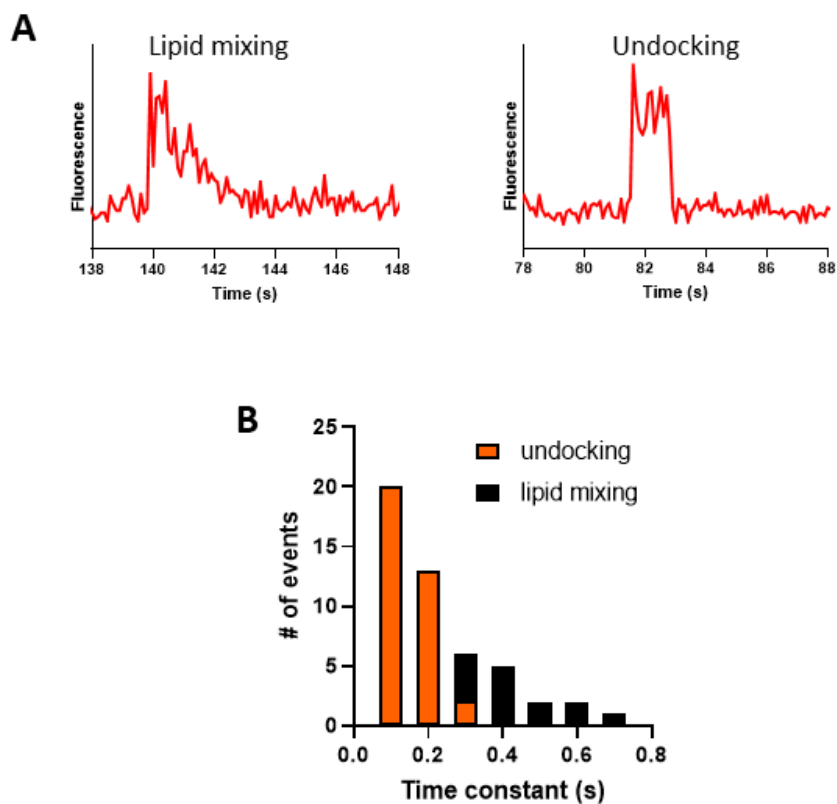 A
Lipid mixing
Undocking
Fluorescence
Fluorescence
138 140 142 144 146 148
78 80 82 84 86 88
Time (s)
Time (s)
B
25
20
15
10
5
0
# of events
undocking
lipid mixing
0.0 0.2 0.4 0.6 0.8
Time constant (s)